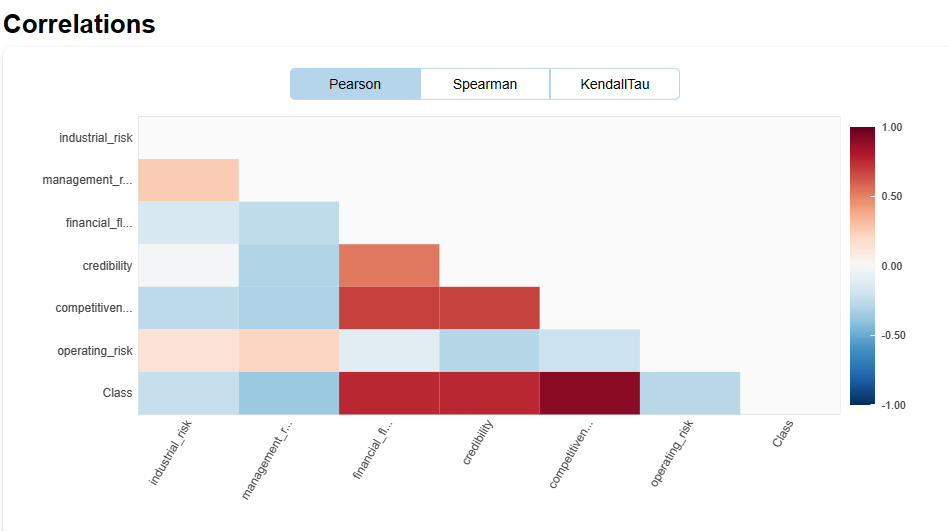 Correlations
Pearson Spearman KendallTau
industrial_risk
management_r...
financial_fl...
credibility
competitiven...
operating_risk
Class
1.00
0.50
0.00
-0.50
-1.00
industrial_risk
management_r...
financial_fl...
credibility
competitiven...
operating_risk
Class